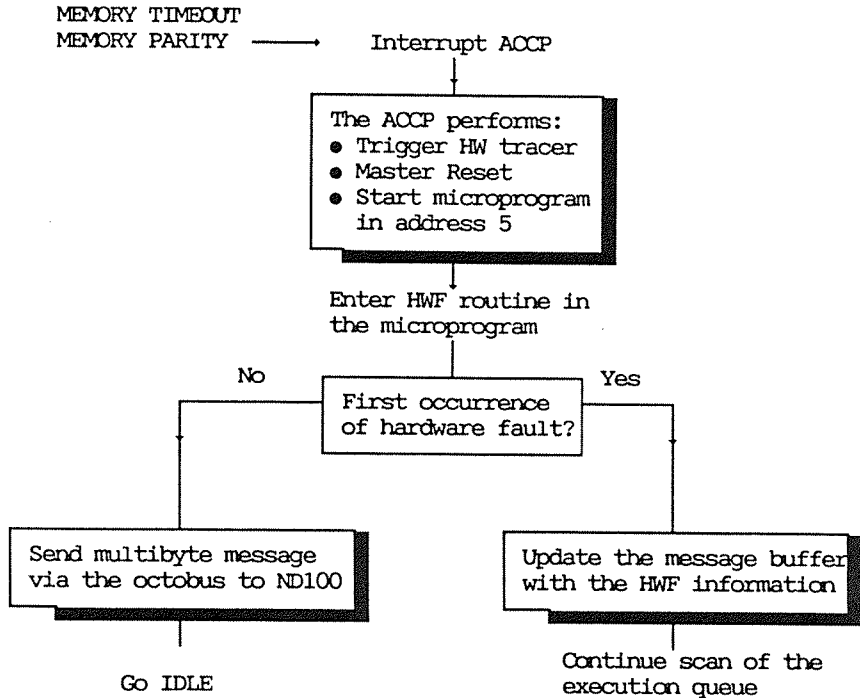 MEMORY TIMEOUT
MEMORY PARITY
Interrupt ACCP
The ACCP performs:
● Trigger HW tracer
● Master Reset
● Start microprogram
in address 5
Enter HWF routine in
the microprogram
No
Yes
First occurrence
of hardware fault?
Send multibyte message
via the octobus to ND100
Update the message buffer
with the HWF information
Go IDLE
Continue scan of the
execution queue